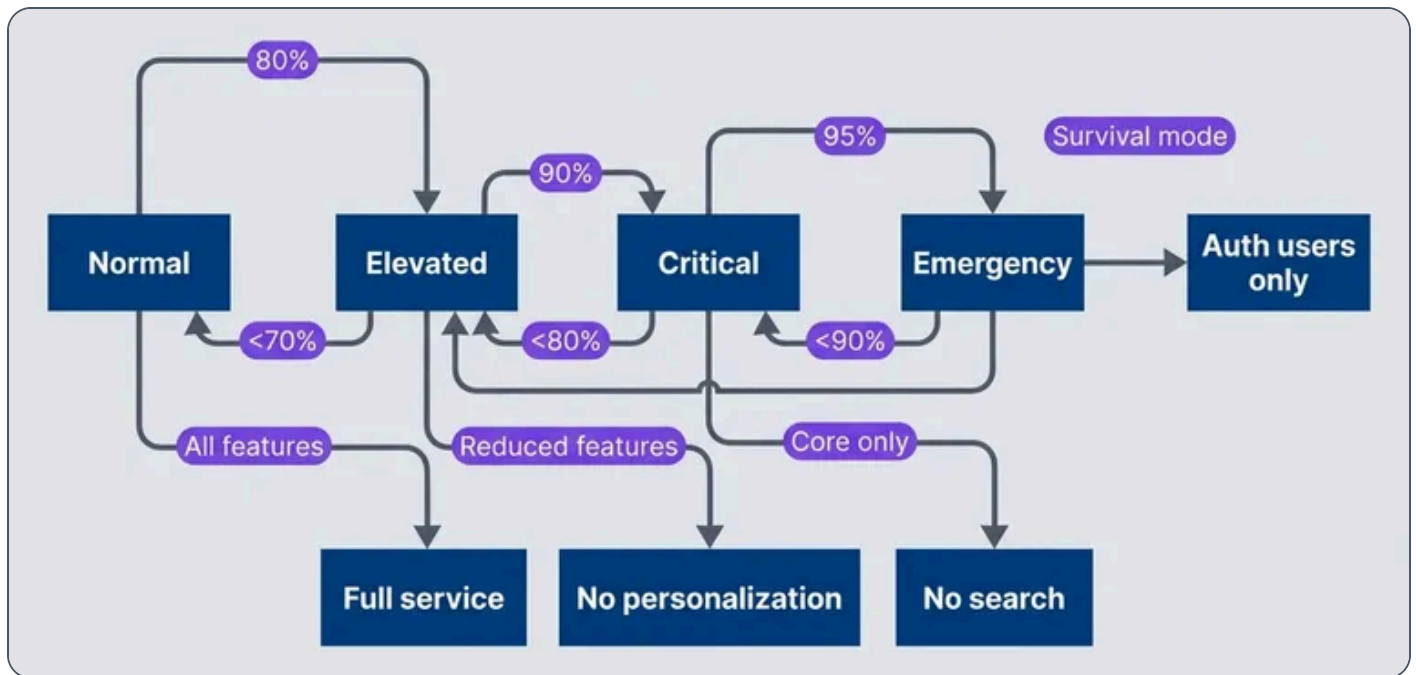 80%
95%
Survival mode
90%
Normal
Elevated
Critical
Emergency
Auth users
only
<70%
<80%
<90%
All features
Reduced features
Core only
Full service
No personalization
No search